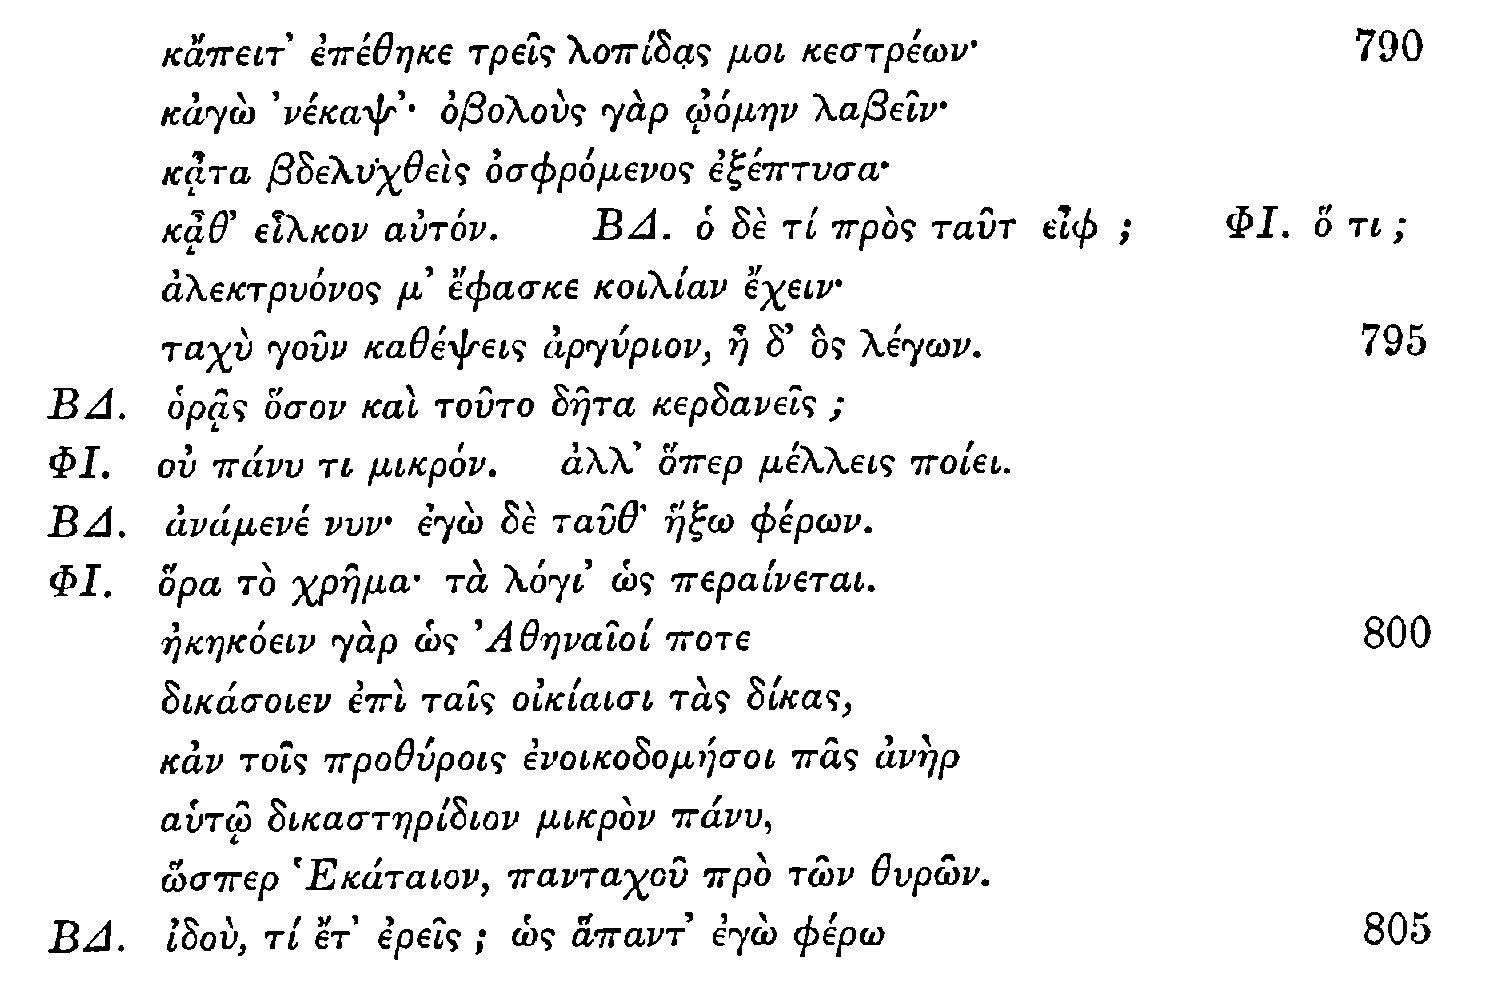 κἄπειτ᾽ ἐπέθηκε τρεῖς λοπίδας μοι κεστρέων· 790
κἀγὼ ᾽νέκαψ᾽· ὀβολοὺς γὰρ ᾠόμην λαβεῖν·
κᾆτα βδελυχθεὶς ὀσφρόμενος ἐξέπτυσα·
κᾆθ᾽ εἷλκον αὐτόν. ΒΔ. ὁ δὲ τί πρὸς ταῦτ εἶφ ; ΦΙ. ὅ τι ;
ἀλεκτρυόνος μ᾽ ἔφασκε κοιλίαν ἔχειν·
ταχὺ γοῦν καθέψεις ἀργύριον, ἦ δ᾽ ὃς λέγων. 795
ΒΔ. ὁρᾷς ὅσον καὶ τοῦτο δῆτα κερδανεῖς ;
ΦΙ. οὐ πάνυ τι μικρόν. ἀλλ᾽ ὅπερ μέλλεις ποίει.
ΒΔ. ἀνάμενέ νυν· ἐγὼ δὲ ταῦθ᾽ ἥξω φέρων.
ΦΙ. ὅρα τὸ χρῆμα· τὰ λόγι᾽ ὡς περαίνεται.
ἠκηκόειν γὰρ ὡς ᾽Αθηναῖοί ποτε 800
δικάσοιεν ἐπὶ ταῖς οἰκίαισι τὰς δίκας,
κἀν τοῖς προθύροις ἐνοικοδομήσοι πᾶς ἀνὴρ
αὑτῷ δικαστηρίδιον μικρὸν πάνυ,
ὥσπερ Ἑκάταιον, πανταχοῦ πρὸ τῶν θυρῶν.
ΒΔ. ἰδοὺ, τί ἔτ᾽ ἐρεῖς ; ὡς ἅπαντ᾽ ἐγὼ φέρω 805